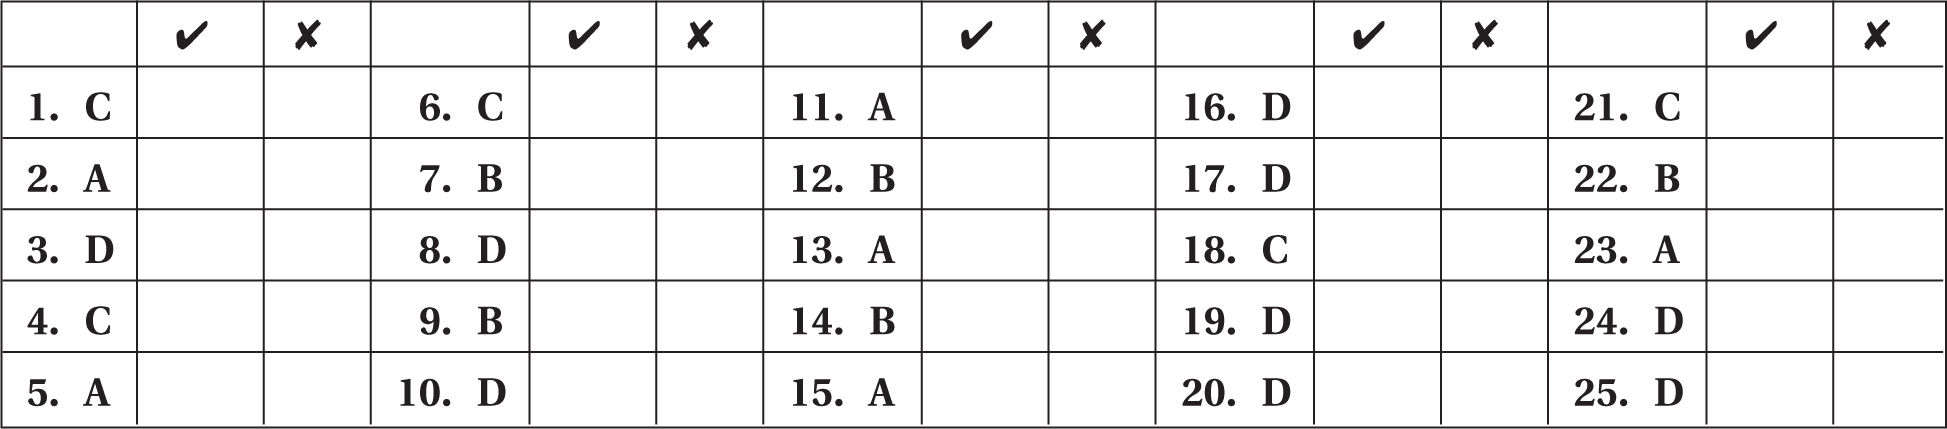 ✔ ✘ ✔ ✘ ✔ ✘ ✔ ✘ ✔ ✘
1. C 6. C 11. A 16. D 21. C
2. A 7. B 12. B 17. D 22. B
3. D 8. D 13. A 18. C 23. A
4. C 9. B 14. B 19. D 24. D
5. A 10. D 15. A 20. D 25. D